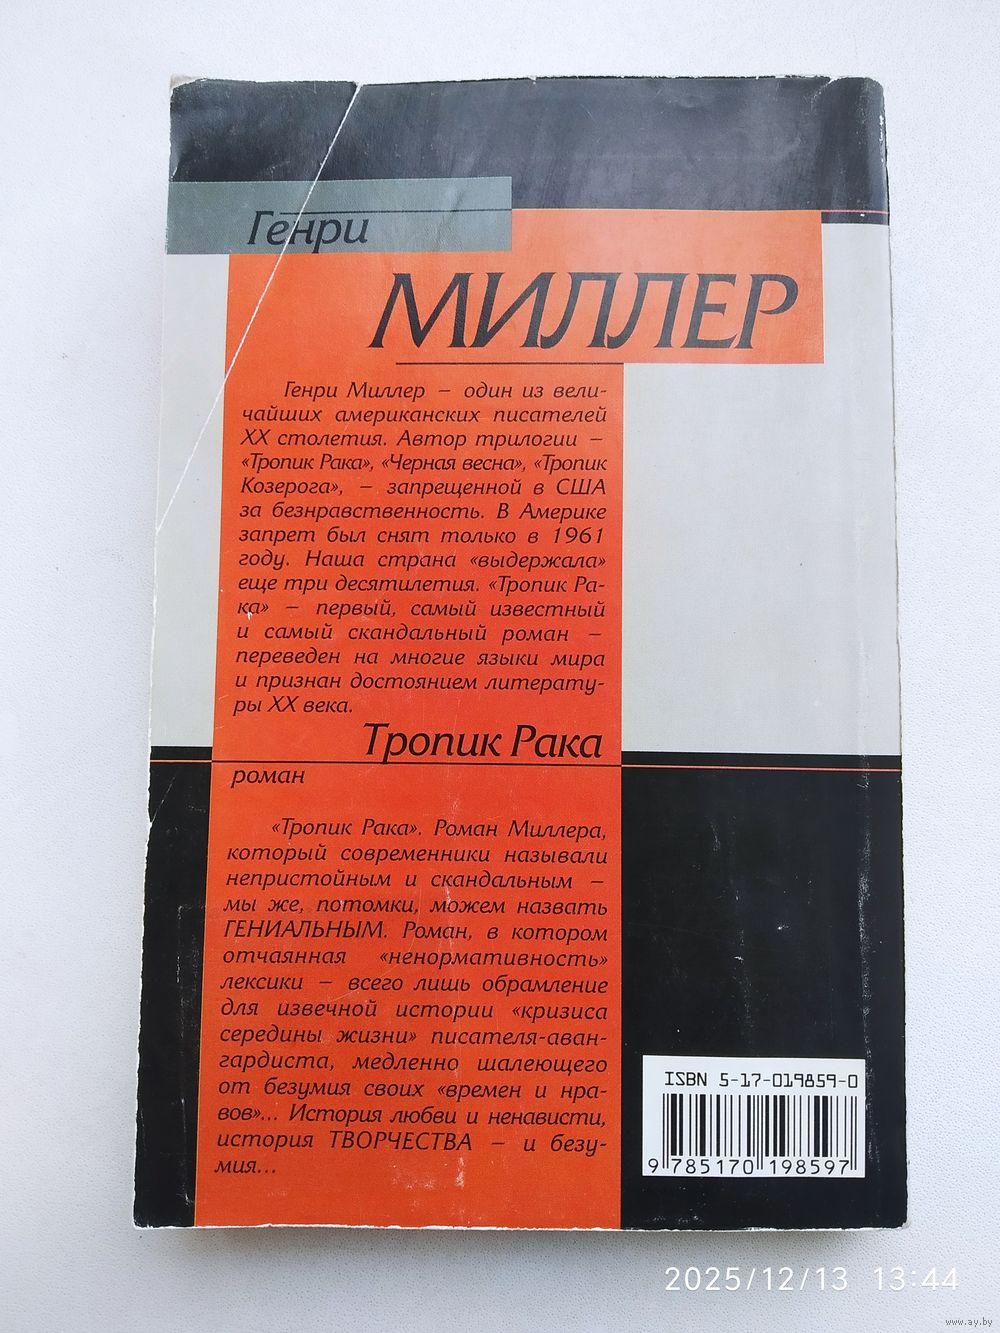 Генри
МИЛЛЕР
Генри Миллер – один из вели-
чайших американских писателей
XX столетия. Автор трилогии –
«Тропик Рака», «Черная весна», «Тропик
Козерога», – запрещенной в США
за безнравственность. В Америке
запрет был снят только в 1961
году. Наша страна «выдержала»
еще три десятилетия. «Тропик Ра-
ка» – первый, самый известный
и самый скандальный роман –
переведен на многие языки мира
и признан достоянием литерату-
ры XX века.
Тропик Рака
роман
«Тропик Рака». Роман Миллера,
который современники называли
непристойным и скандальным –
мы же, потомки, можем назвать
ГЕНИАЛЬНЫМ. Роман, в котором
отчаянная «ненормативность»
лексики – всего лишь обрамление
для извечной истории «кризиса
середины жизни» писателя-аван-
гардиста, медленно шалеющего
от безумия своих «времен и нра-
вов»... История любви и ненависти,
история ТВОРЧЕСТВА – и безу-
мия...
ISBN 5-17-019859-0
9 785170 198597
2025/12/13 13:44
www.ay.by